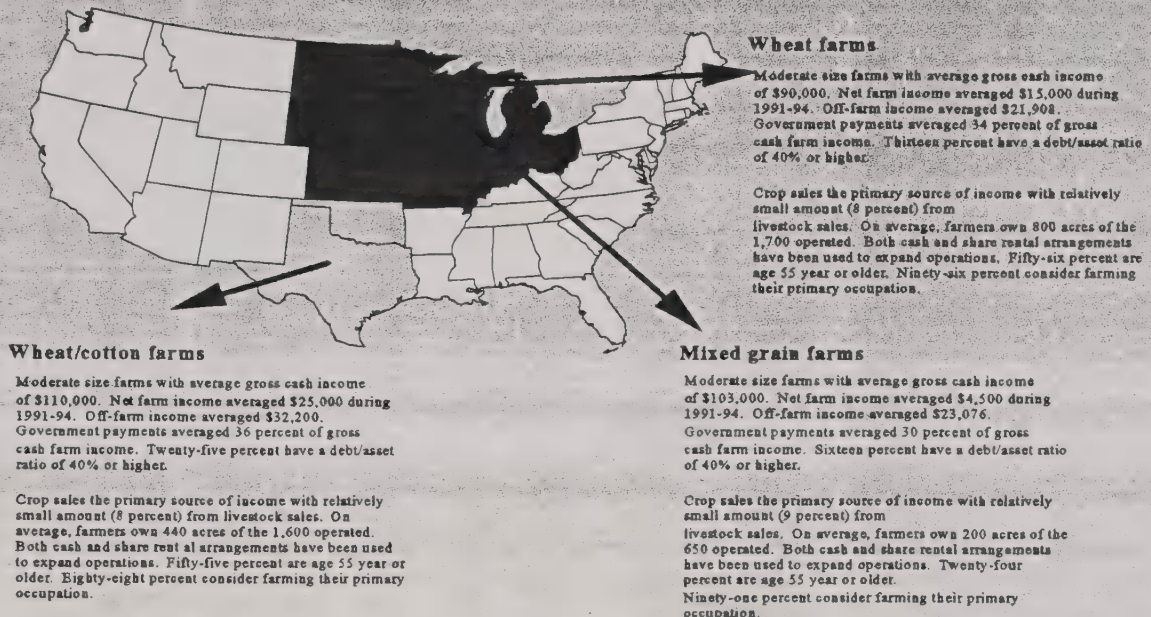 Wheat farms
Moderate size farms with average gross cash income
of $90,000. Net farm income averaged $15,000 during
1991-94. Off-farm income averaged $21,908.
Government payments averaged 34 percent of gross
cash farm income. Thirteen percent have a debt/asset ratio
of 40% or higher.
Crop sales the primary source of income with relatively
small amount (8 percent) from
livestock sales. On average, farmers own 800 acres of the
1,700 operated. Both cash and share rental arrangements
have been used to expand operations. Fifty-six percent are
age 55 year or older. Ninety-six percent consider farming
their primary occupation.
Wheat/cotton farms
Moderate size farms with average gross cash income
of $110,000. Net farm income averaged $25,000 during
1991-94. Off-farm income averaged $32,200.
Government payments averaged 36 percent of gross
cash farm income. Twenty-five percent have a debt/asset
ratio of 40% or higher.
Crop sales the primary source of income with relatively
small amount (8 percent) from livestock sales. On
average, farmers own 440 acres of the 1,600 operated.
Both cash and share rent al arrangements have been used
to expand operations. Fifty-five percent are age 55 year or
older. Eighty-eight percent consider farming their primary
occupation.
Mixed grain farms
Moderate size farms with average gross cash income
of $103,000. Net farm income averaged $4,500 during
1991-94. Off-farm income averaged $23,076.
Government payments averaged 30 percent of gross
cash farm income. Sixteen percent have a debt/asset ratio
of 40% or higher.
Crop sales the primary source of income with relatively
small amount (9 percent) from
livestock sales. On average, farmers own 200 acres of the
650 operated. Both cash and share rental arrangements
have been used to expand operations. Twenty-four
percent are age 55 year or older.
Ninety-one percent consider farming their primary
occupation.